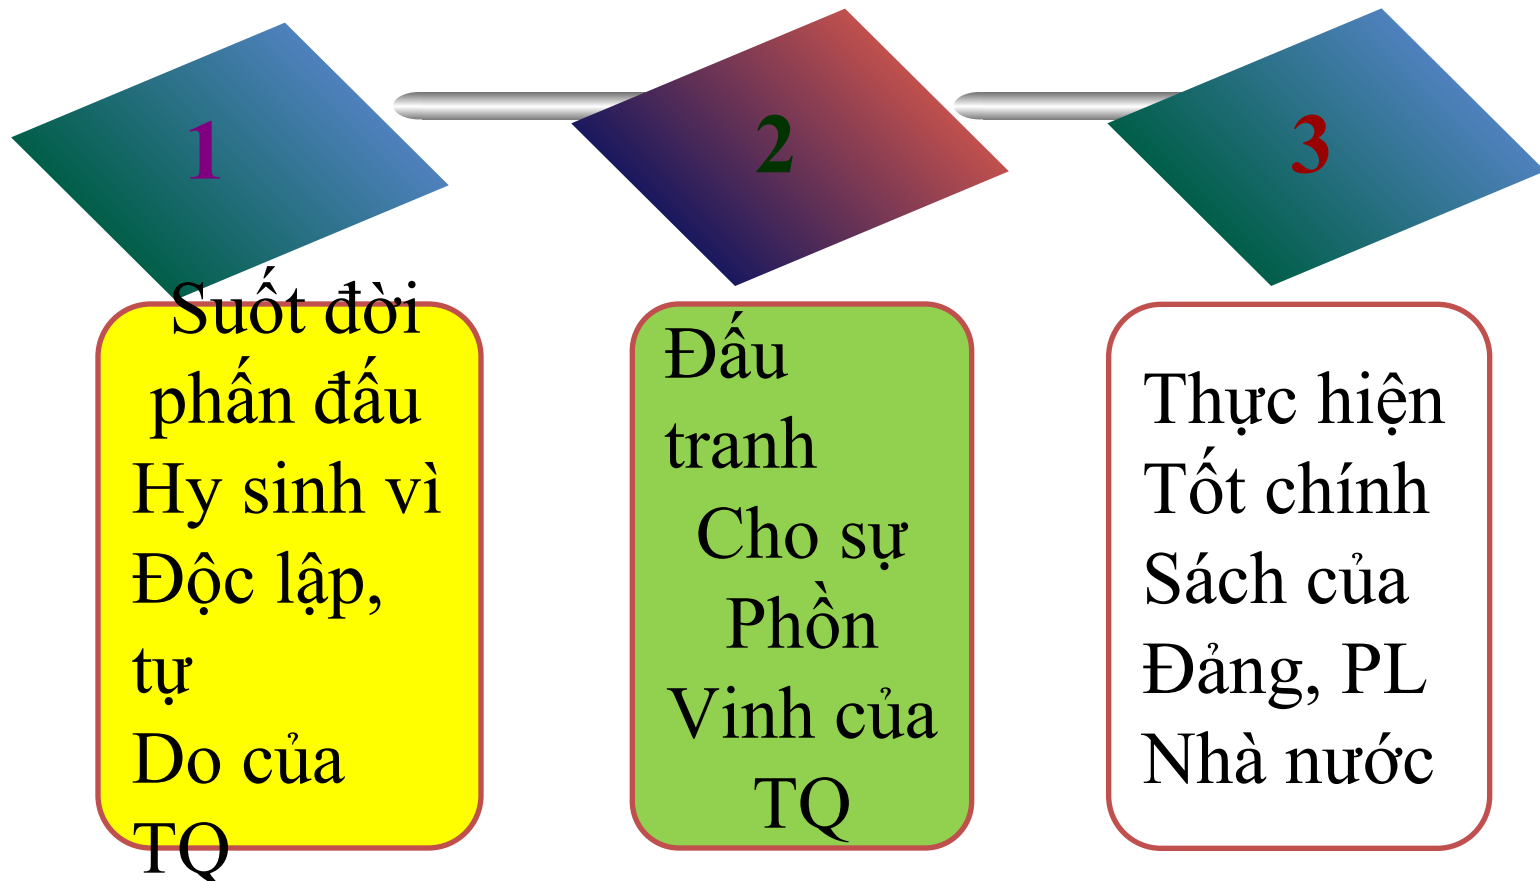 1
2
3
Suốt đời
phấn đấu
Hy sinh vì
Độc lập,
tự
Do của
TQ
Đấu
tranh
Cho sự
Phồn
Vinh của
TQ
Thực hiện
Tốt chính
Sách của
Đảng, PL
Nhà nước